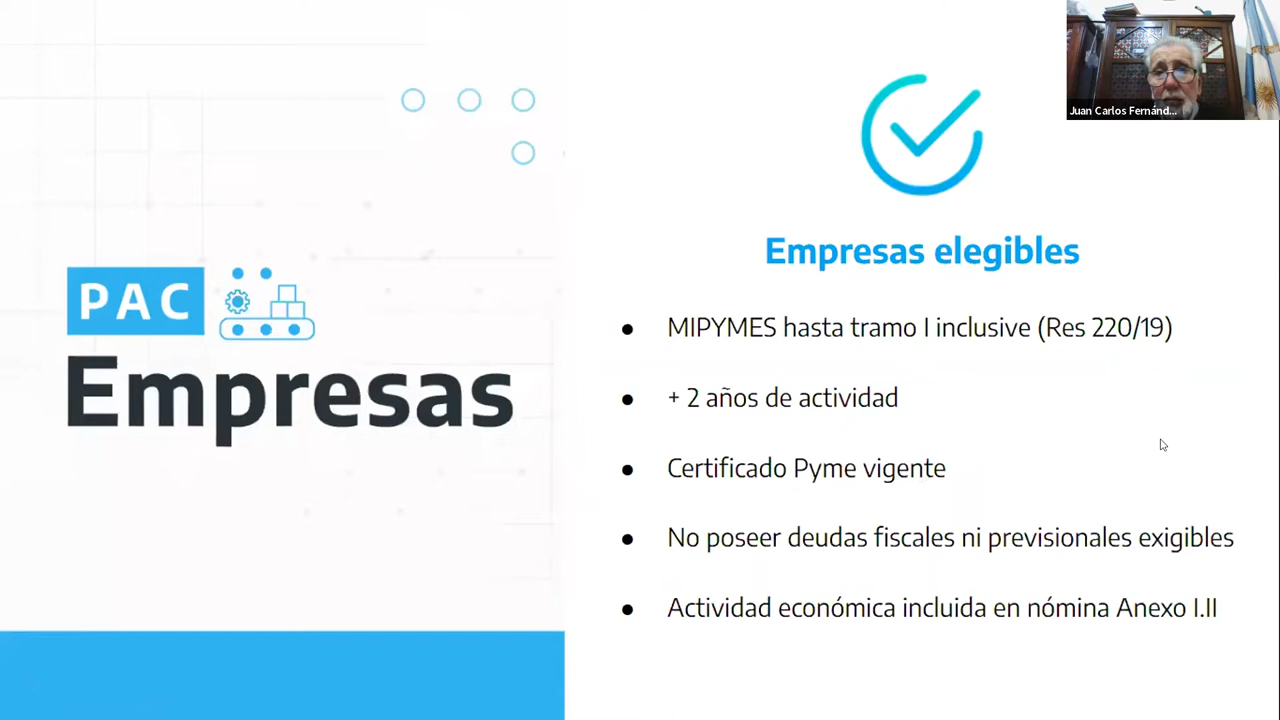 Juan Carlos Fernánd...
PAC
Empresas
Empresas elegibles
● MIPYMES hasta tramo I inclusive (Res 220/19)
● + 2 años de actividad
● Certificado Pyme vigente
● No poseer deudas fiscales ni previsionales exigibles
● Actividad económica incluida en nómina Anexo I.II